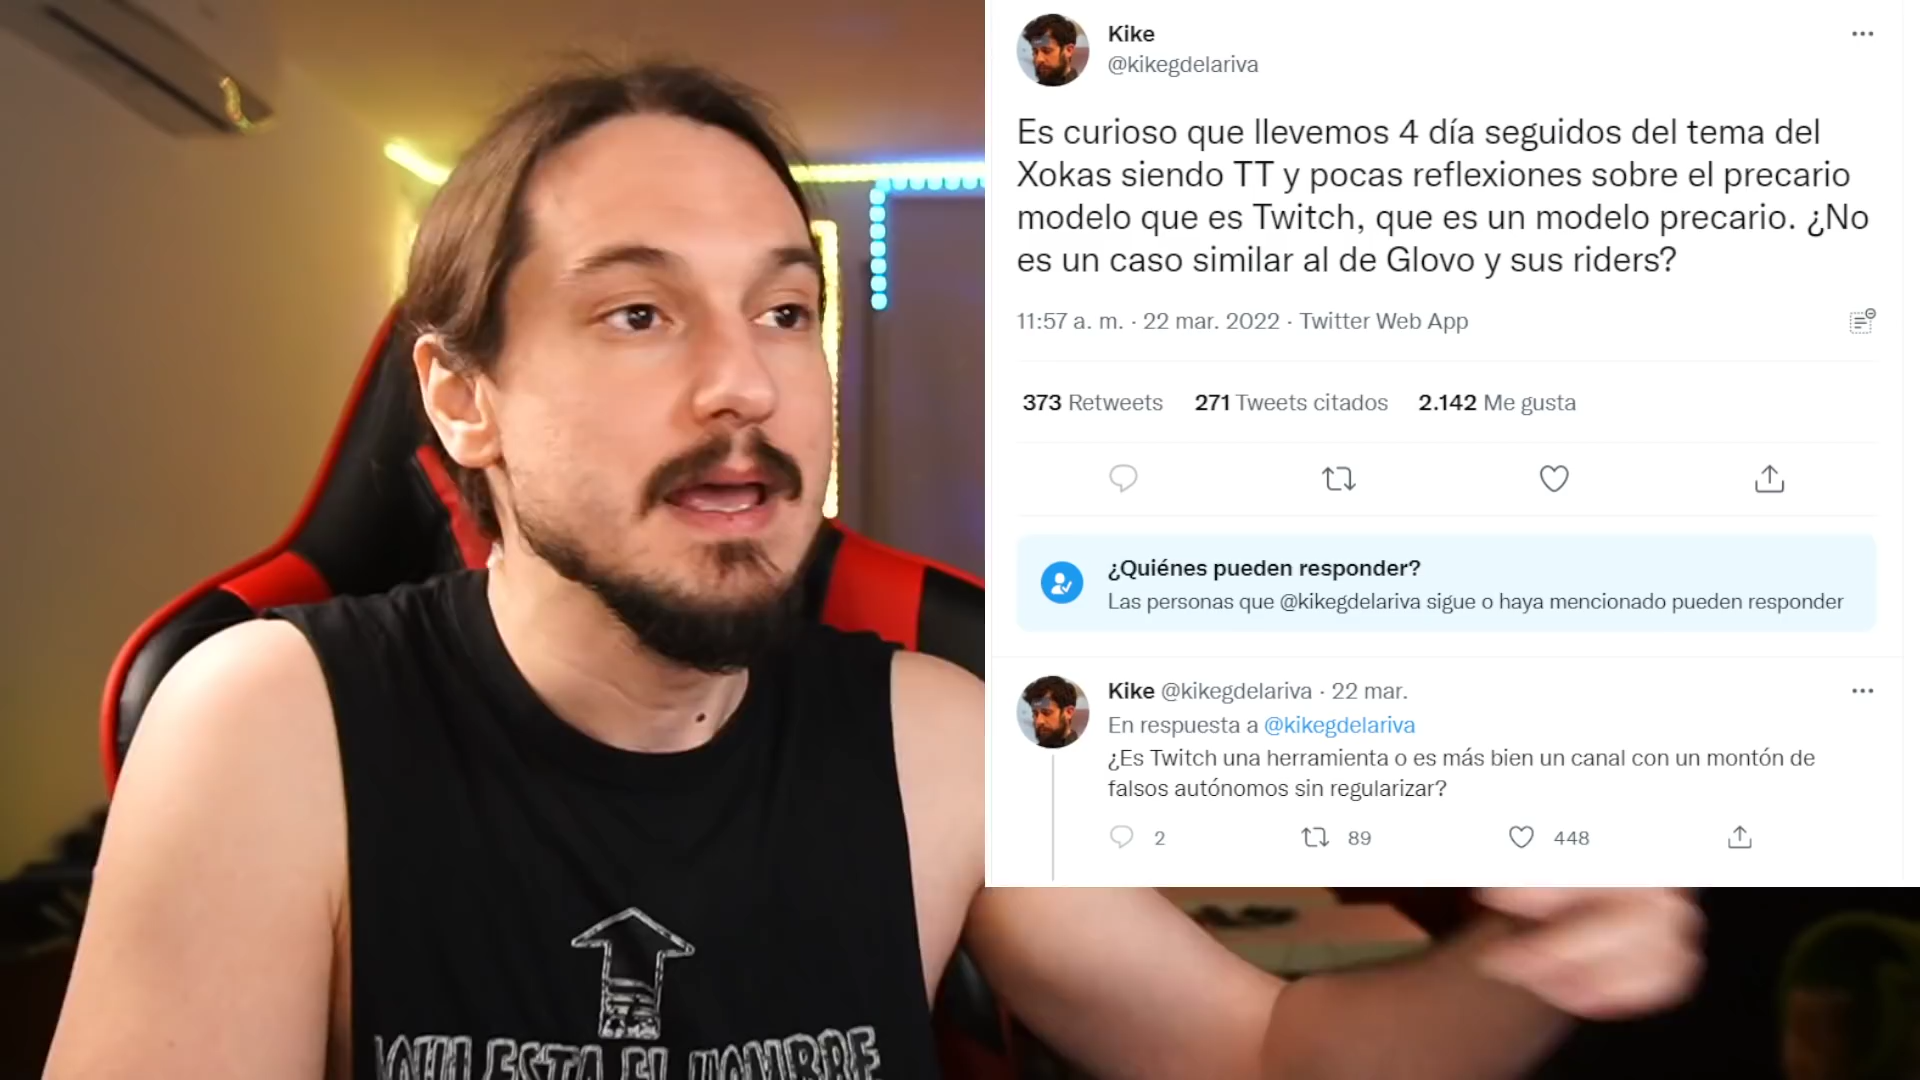 Kike
@kikegdelariva
Es curioso que llevemos 4 día seguidos del tema del
Xokas siendo TT y pocas reflexiones sobre el precario
modelo que es Twitch, que es un modelo precario. ¿No
es un caso similar al de Glovo y sus riders?
11:57 a. m. · 22 mar. 2022 · Twitter Web App
373 Retweets 271 Tweets citados 2.142 Me gusta
¿Quiénes pueden responder?
Las personas que @kikegdelariva sigue o haya mencionado pueden responder
Kike @kikegdelariva · 22 mar.
En respuesta a @kikegdelariva
¿Es Twitch una herramienta o es más bien un canal con un montón de
falsos autónomos sin regularizar?
2 89 448
AQUI ESTA EL HOMBRE